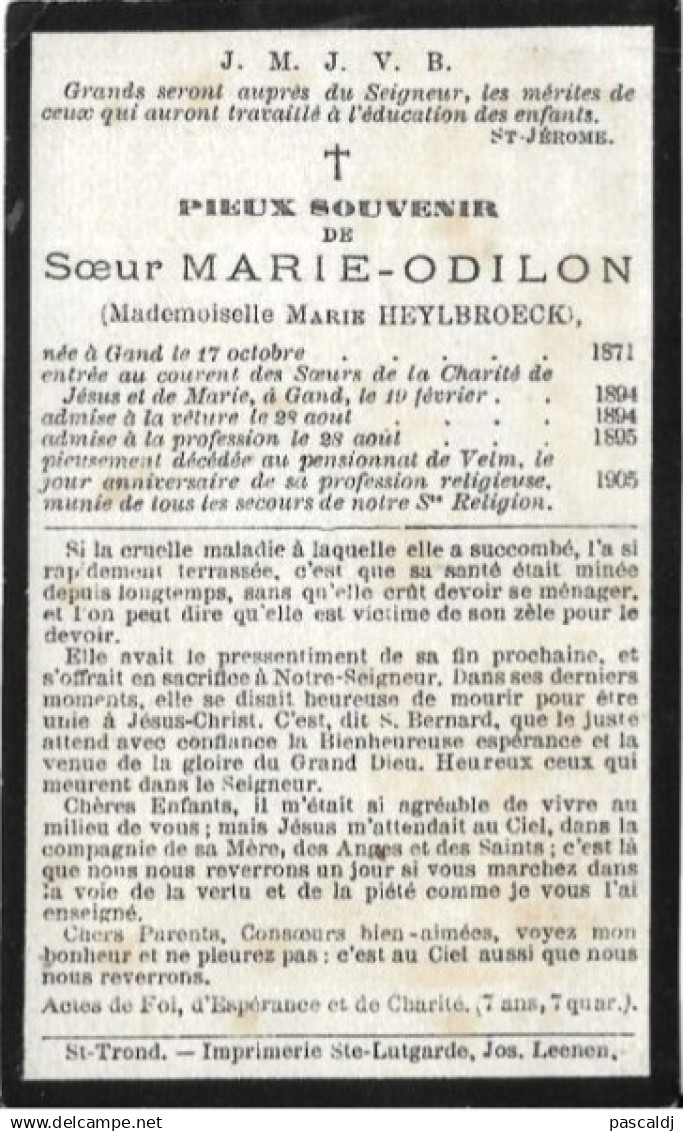 J. M. J. V. B.
Grands seront auprès du Seigneur, les mérites de
ceux qui auront travaillé à l'éducation des enfants.
ST-JÉROME.
PIEUX SOUVENIR
DE
Sœur MARIE-ODILON
(Mademoiselle MARIE HEYLBROECK),
née à Gand le 17 octobre . . . . . 1871
entrée au couvent des Sœurs de la Charité de
Jésus et de Marie, à Gand, le 19 février . . 1894
admise à la vêture le 28 août . . . . 1894
admise à la profession le 28 août . . . 1895
pieusement décédée au pensionnat de Velm, le
jour anniversaire de sa profession religieuse, 1905
munie de tous les secours de notre Ste Religion.
Si la cruelle maladie à laquelle elle a succombé, l'a si
rapidement terrassée, c'est que sa santé était minée
depuis longtemps, sans qu'elle crût devoir se ménager,
et l'on peut dire qu'elle est victime de son zèle pour le
devoir.
Elle avait le pressentiment de sa fin prochaine, et
s'offrait en sacrifice à Notre-Seigneur. Dans ses derniers
moments, elle se disait heureuse de mourir pour être
unie à Jésus-Christ. C'est, dit S. Bernard, que le juste
attend avec confiance la Bienheureuse espérance et la
venue de la gloire du Grand Dieu. Heureux ceux qui
meurent dans le Seigneur.
Chères Enfants, il m'était si agréable de vivre au
milieu de vous ; mais Jésus m'attendait au Ciel, dans la
compagnie de sa Mère, des Anges et des Saints ; c'est là
que nous nous reverrons un jour si vous marchez dans
la voie de la vertu et de la piété comme je vous l'ai
enseigné.
Chers Parents, Consœurs bien-aimées, voyez mon
bonheur et ne pleurez pas : c'est au Ciel aussi que nous
nous reverrons.
Actes de Foi, d'Espérance et de Charité. (7 ans, 7 quar.).
St-Trond. — Imprimerie Ste-Lutgarde, Jos. Leenen.
pascaldj